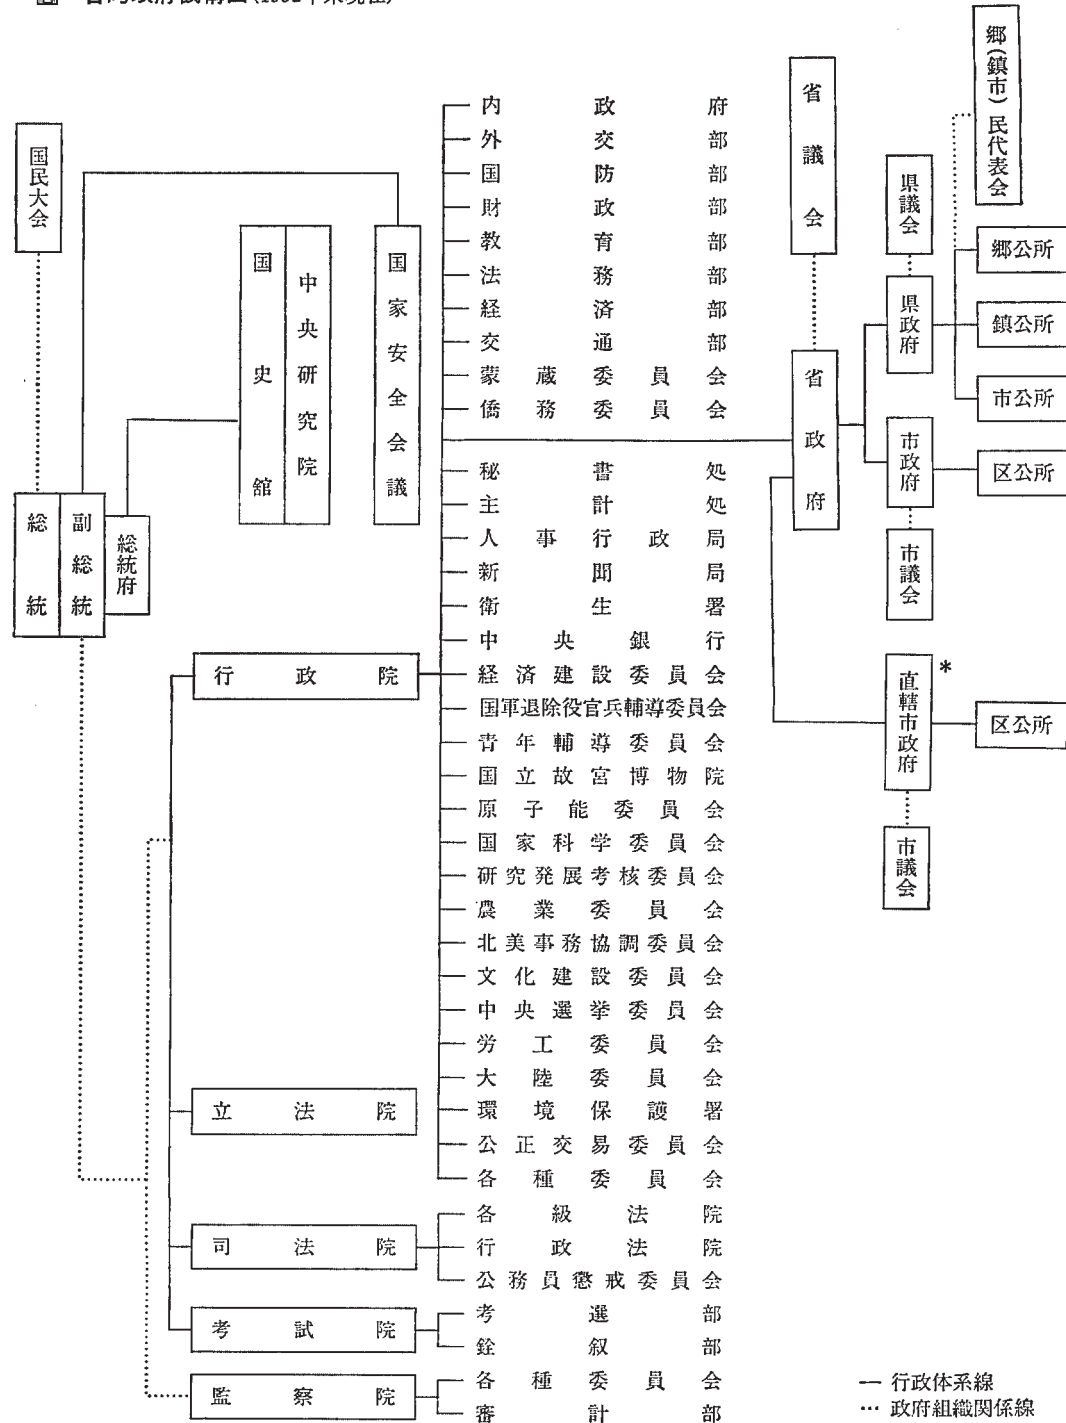 国民大会
総統
副総統
総統府
国史館
中央研究院
国家安全会議
行政院
内政府
外交部
国防部
財政部
教育部
法務部
経済部
交通部
蒙蔵委員会
僑務委員会
秘書処
主計処
人事行政局
新聞局
衛生署
中央銀行
経済建設委員会
国軍退除役官兵輔導委員会
青年輔導委員会
国立故宮博物院
原子能委員会
国家科学委員会
研究発展考核委員会
農業委員会
北美事務協調委員会
文化建設委員会
中央選挙委員会
労工委員会
大陸委員会
環境保護署
公正交易委員会
各種委員会
立法院
司法院
各級法院
行政法院
公務員懲戒委員会
考試院
考選部
銓叙部
監察院
各種委員会
審計部
省議会
省政府
県議会
県政府
郷(鎮市)民代表会
郷公所
鎮公所
市公所
市政府
区公所
市議会
直轄市政府
*
区公所
市議会
— 行政体系線
… 政府組織関係線